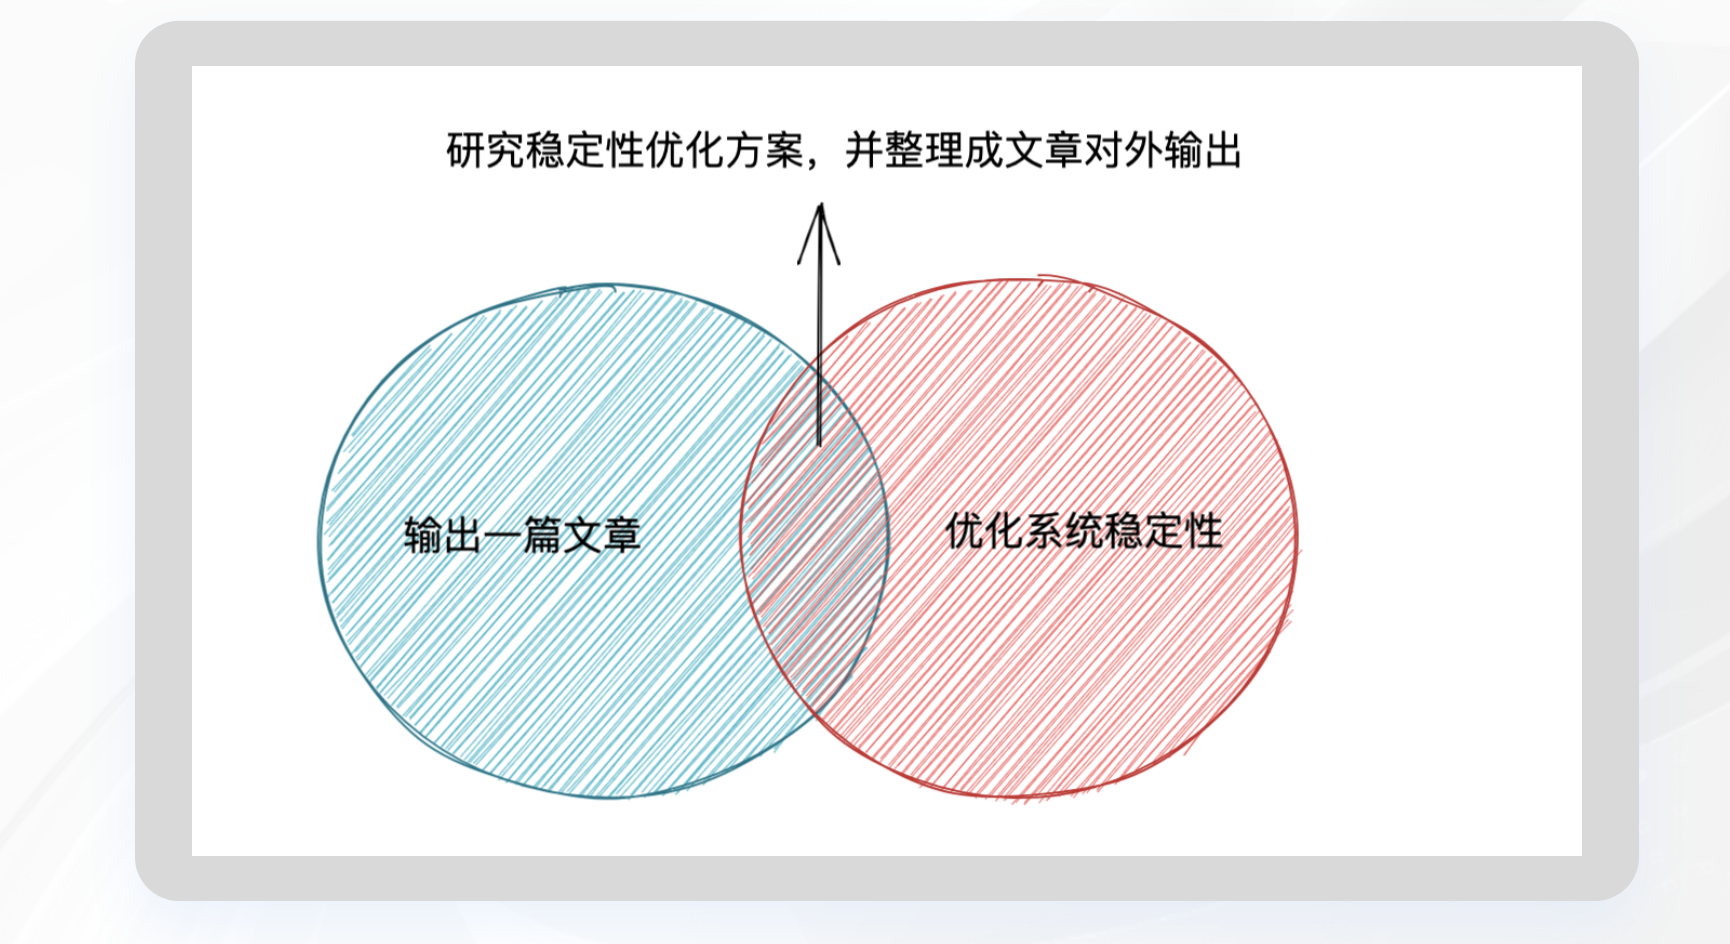 研究稳定性优化方案，并整理成文章对外输出
输出一篇文章
优化系统稳定性